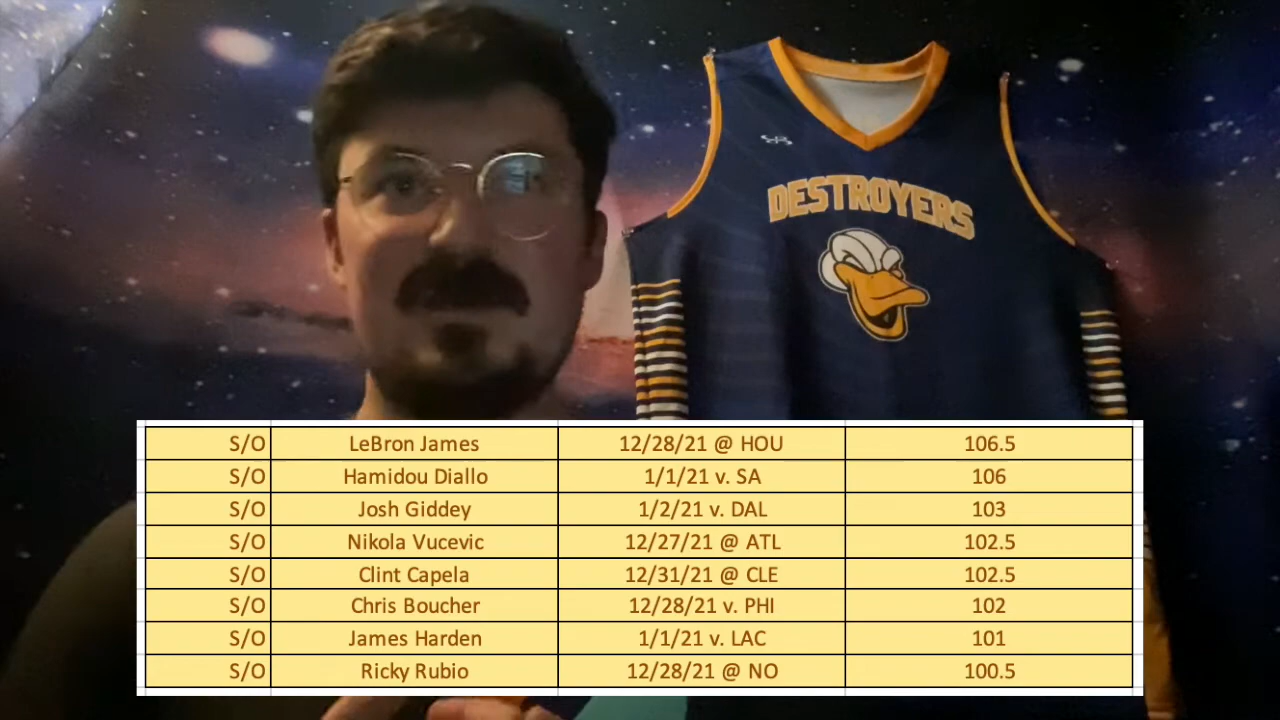 DESTROYERS
S/O LeBron James 12/28/21 @ HOU 106.5
S/O Hamidou Diallo 1/1/21 v. SA 106
S/O Josh Giddey 1/2/21 v. DAL 103
S/O Nikola Vucevic 12/27/21 @ ATL 102.5
S/O Clint Capela 12/31/21 @ CLE 102.5
S/O Chris Boucher 12/28/21 v. PHI 102
S/O James Harden 1/1/21 v. LAC 101
S/O Ricky Rubio 12/28/21 @ NO 100.5